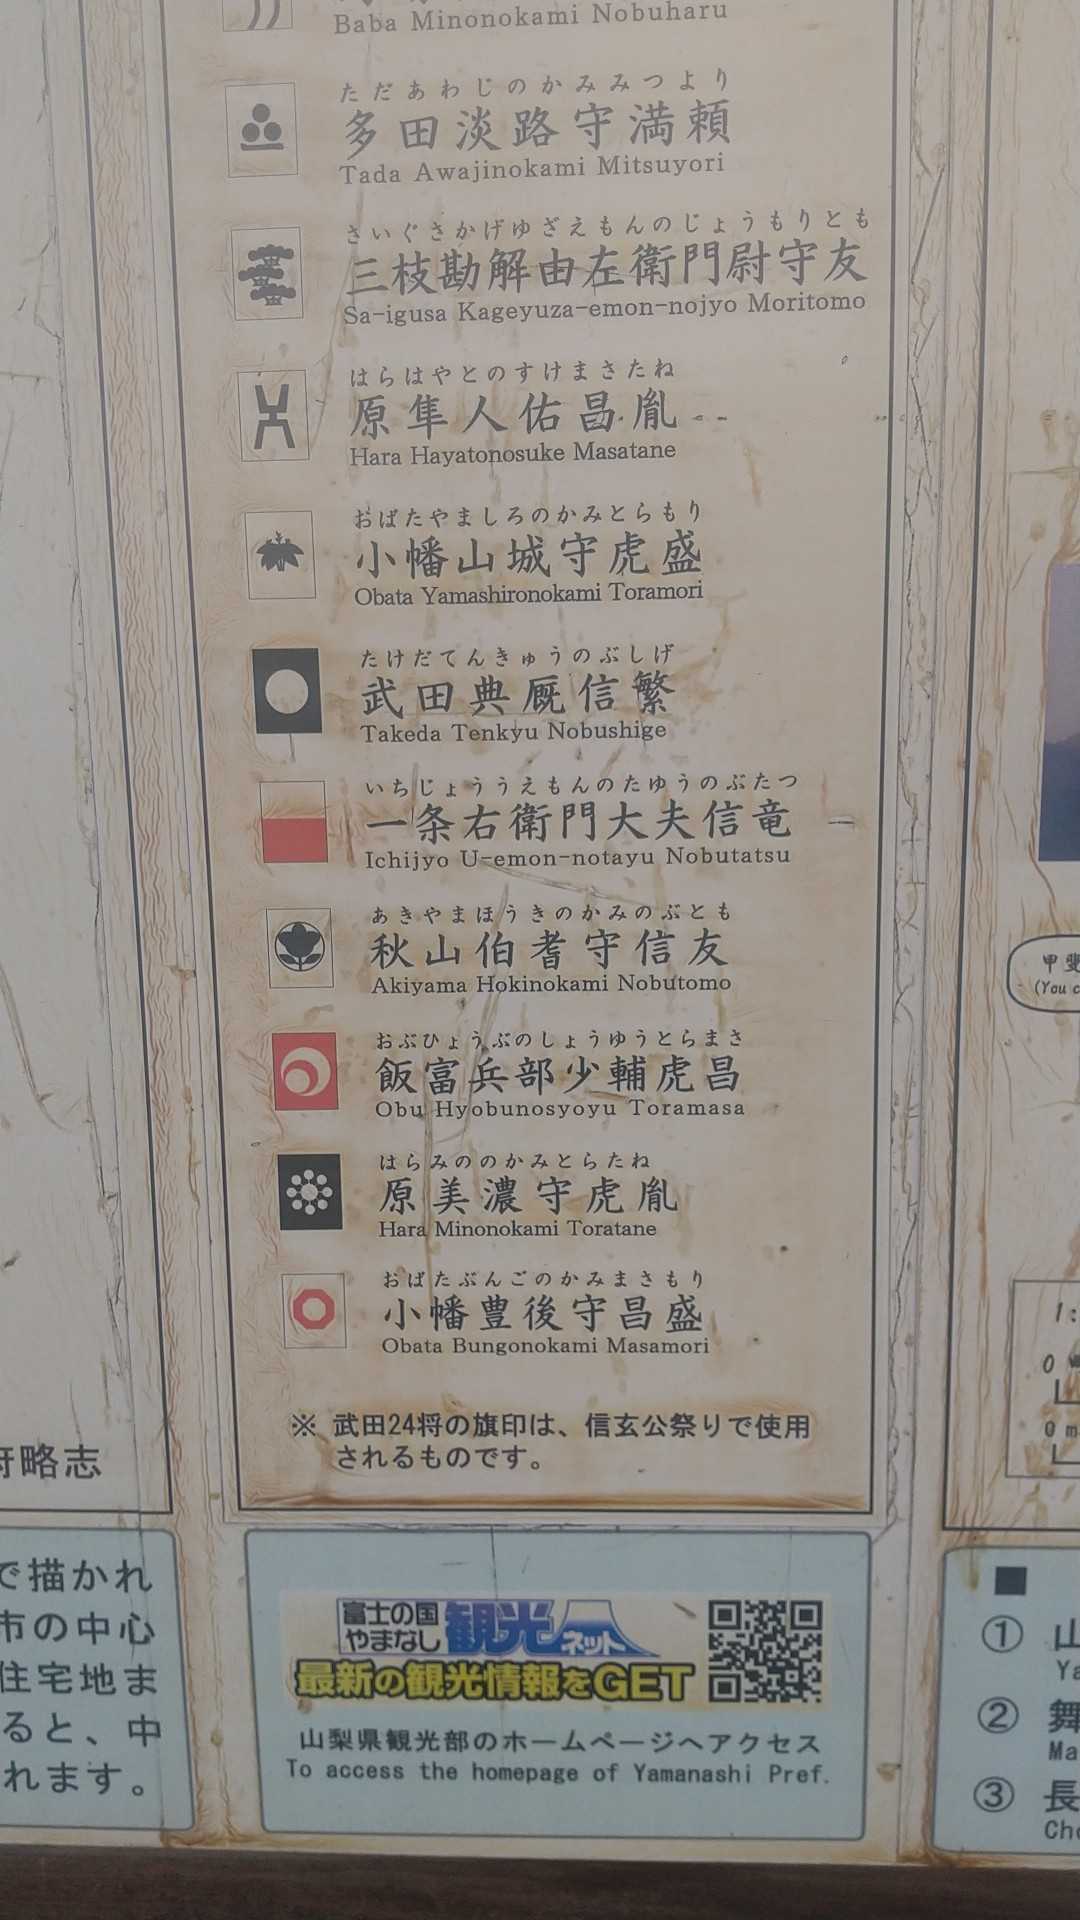 Baba Minonokami Nobuharu
ただあわじのかみみつより
多田淡路守満頼
Tada Awajinokami Mitsuyori
さいぐさかげゆざえもんのじょうもりとも
三枝勘解由左衛門尉守友
Sa-igusa Kageyuza-emon-nojyo Moritomo
はらはやとのすけまさたね
原隼人佑昌胤
Hara Hayatonosuke Masatane
おばたやましろのかみとらもり
小幡山城守虎盛
Obata Yamashironokami Toramori
たけだてんきゅうのぶしげ
武田典厩信繁
Takeda Tenkyu Nobushige
いちじょううえもんのたゆうのぶたつ
一条右衛門大夫信竜
Ichijyo U-emon-notayu Nobutatsu
あきやまほうきのかみのぶとも
秋山伯耆守信友
Akiyama Hokinokami Nobutomo
おぶひょうぶのしょうゆうとらまさ
飯富兵部少輔虎昌
Obu Hyobunosyoyu Toramasa
はらみののかみとらたね
原美濃守虎胤
Hara Minonokami Toratane
おばたぶんごのかみまさもり
小幡豊後守昌盛
Obata Bungonokami Masamori
※ 武田24将の旗印は、信玄公祭りで使用
されるものです。
富士の国
やまなし
観光ネット
最新の観光情報をGET
山梨県観光部のホームページへアクセス
To access the homepage of Yamanashi Pref.
府略志
で描かれ
市の中心
住宅地ま
ると、中
れます。
甲斐
(You c
1:
0
0 m
■
① 山
Ya
② 舞
Ma
③ 長
Cho